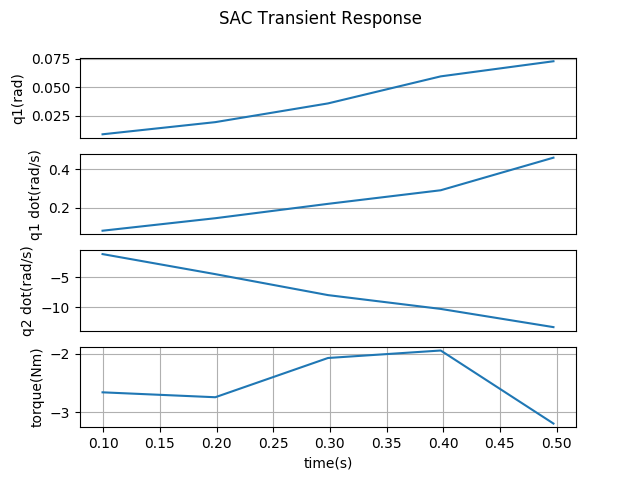 SAC Transient Response
q1(rad)
0.075
0.050
0.025
q1 dot(rad/s)
0.4
0.2
q2 dot(rad/s)
−5
−10
torque(Nm)
−2
−3
0.10 0.15 0.20 0.25 0.30 0.35 0.40 0.45 0.50
time(s)